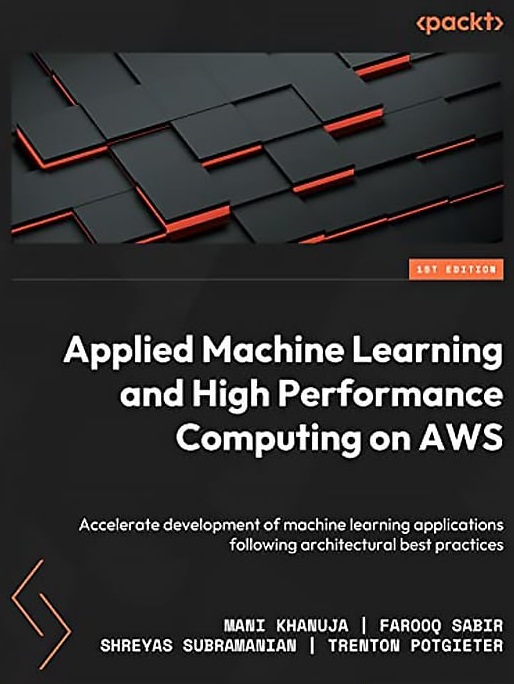 <packt>
1ST EDITION
Applied Machine Learning
and High Performance
Computing on AWS
Accelerate development of machine learning applications
following architectural best practices
MANI KHANUJA | FAROOQ SABIR
SHREYAS SUBRAMANIAN | TRENTON POTGIETER